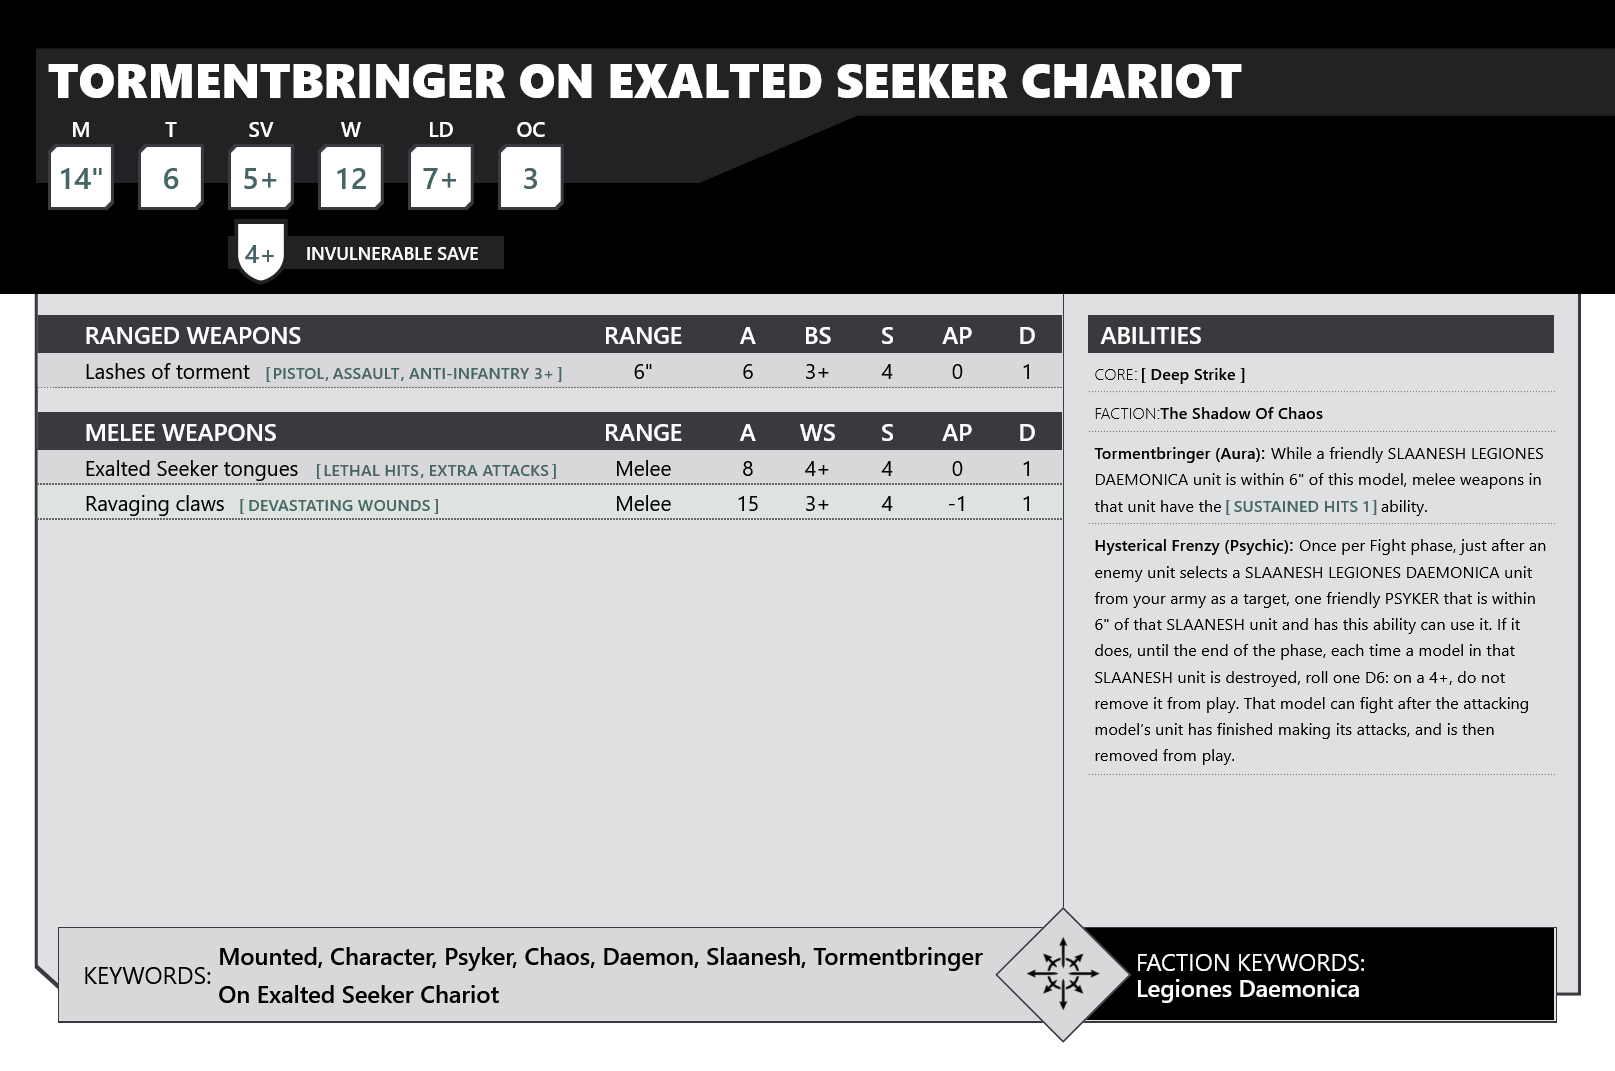 TORMENTBRINGER ON EXALTED SEEKER CHARIOT
M T SV W LD OC
14" 6 5+ 12 7+ 3
4+ INVULNERABLE SAVE
RANGED WEAPONS RANGE A BS S AP D
Lashes of torment [PISTOL, ASSAULT, ANTI-INFANTRY 3+] 6" 6 3+ 4 0 1
MELEE WEAPONS RANGE A WS S AP D
Exalted Seeker tongues [LETHAL HITS, EXTRA ATTACKS] Melee 8 4+ 4 0 1
Ravaging claws [DEVASTATING WOUNDS] Melee 15 3+ 4 -1 1
ABILITIES
CORE: [ Deep Strike ]
FACTION:The Shadow Of Chaos
Tormentbringer (Aura): While a friendly SLAANESH LEGIONES
DAEMONICA unit is within 6" of this model, melee weapons in
that unit have the [SUSTAINED HITS 1] ability.
Hysterical Frenzy (Psychic): Once per Fight phase, just after an
enemy unit selects a SLAANESH LEGIONES DAEMONICA unit
from your army as a target, one friendly PSYKER that is within
6" of that SLAANESH unit and has this ability can use it. If it
does, until the end of the phase, each time a model in that
SLAANESH unit is destroyed, roll one D6: on a 4+, do not
remove it from play. That model can fight after the attacking
model's unit has finished making its attacks, and is then
removed from play.
KEYWORDS: Mounted, Character, Psyker, Chaos, Daemon, Slaanesh, Tormentbringer
On Exalted Seeker Chariot
FACTION KEYWORDS:
Legiones Daemonica